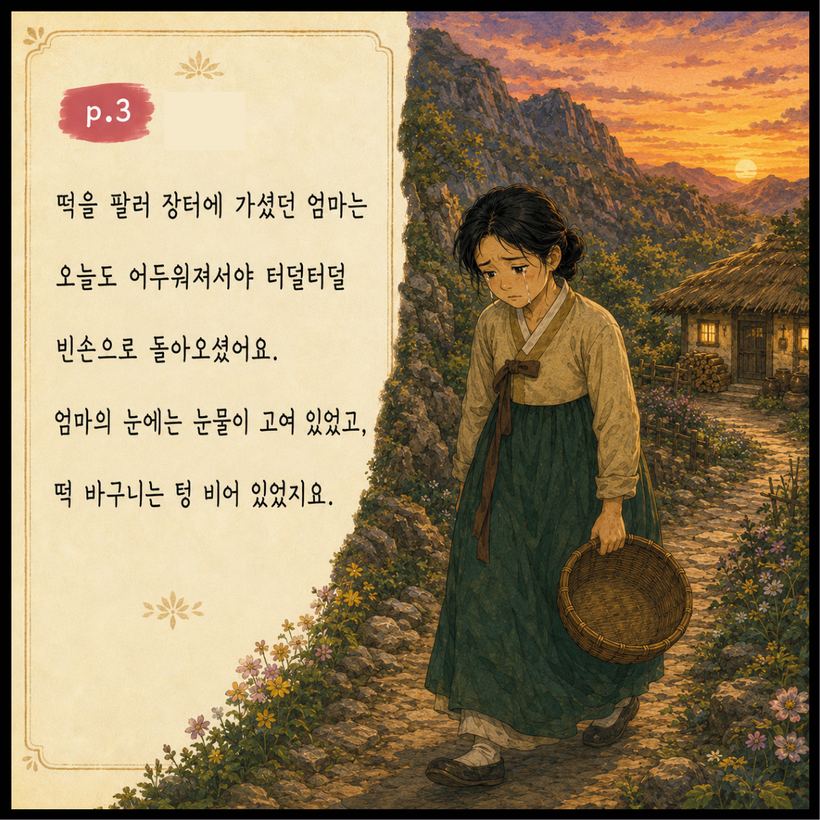 p.3
떡을 팔러 장터에 가셨던 엄마는
오늘도 어두워져서야 터덜터덜
빈손으로 돌아오셨어요.
엄마의 눈에는 눈물이 고여 있었고,
떡 바구니는 텅 비어 있었지요.